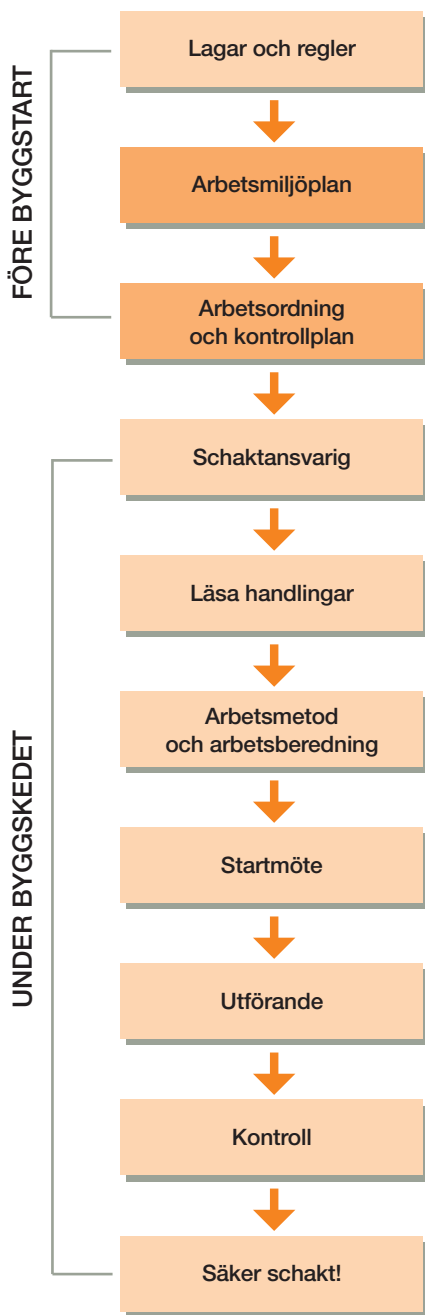 FÖRE BYGGSTART
Lagar och regler
Arbetsmiljöplan
Arbetsordning
och kontrollplan
UNDER BYGGSKEDET
Schaktansvarig
Läsa handlingar
Arbetsmetod
och arbetsberedning
Startmöte
Utförande
Kontroll
Säker schakt!